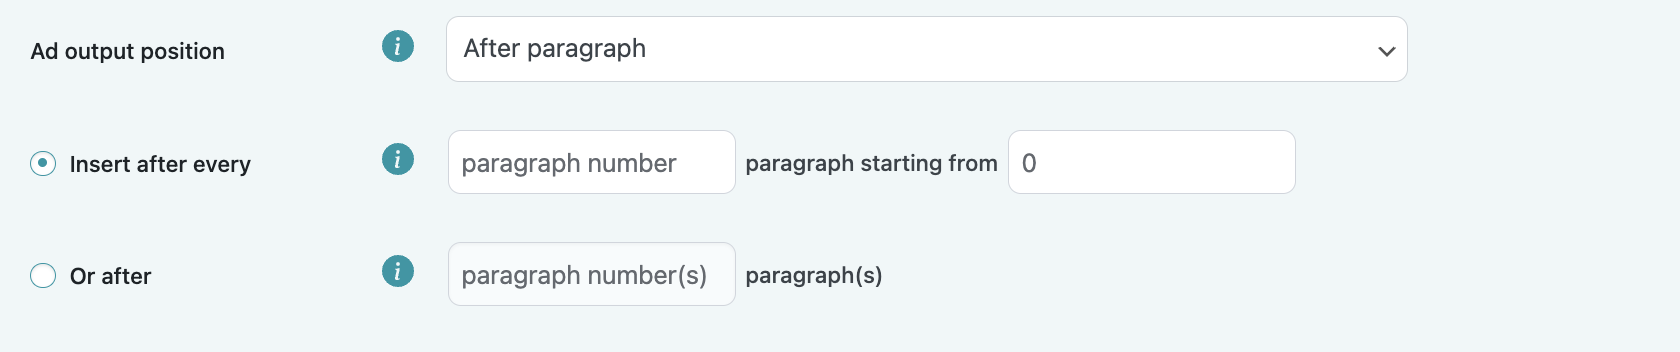 Ad output position i After paragraph
Insert after every i paragraph number paragraph starting from 0
Or after i paragraph number(s) paragraph(s)